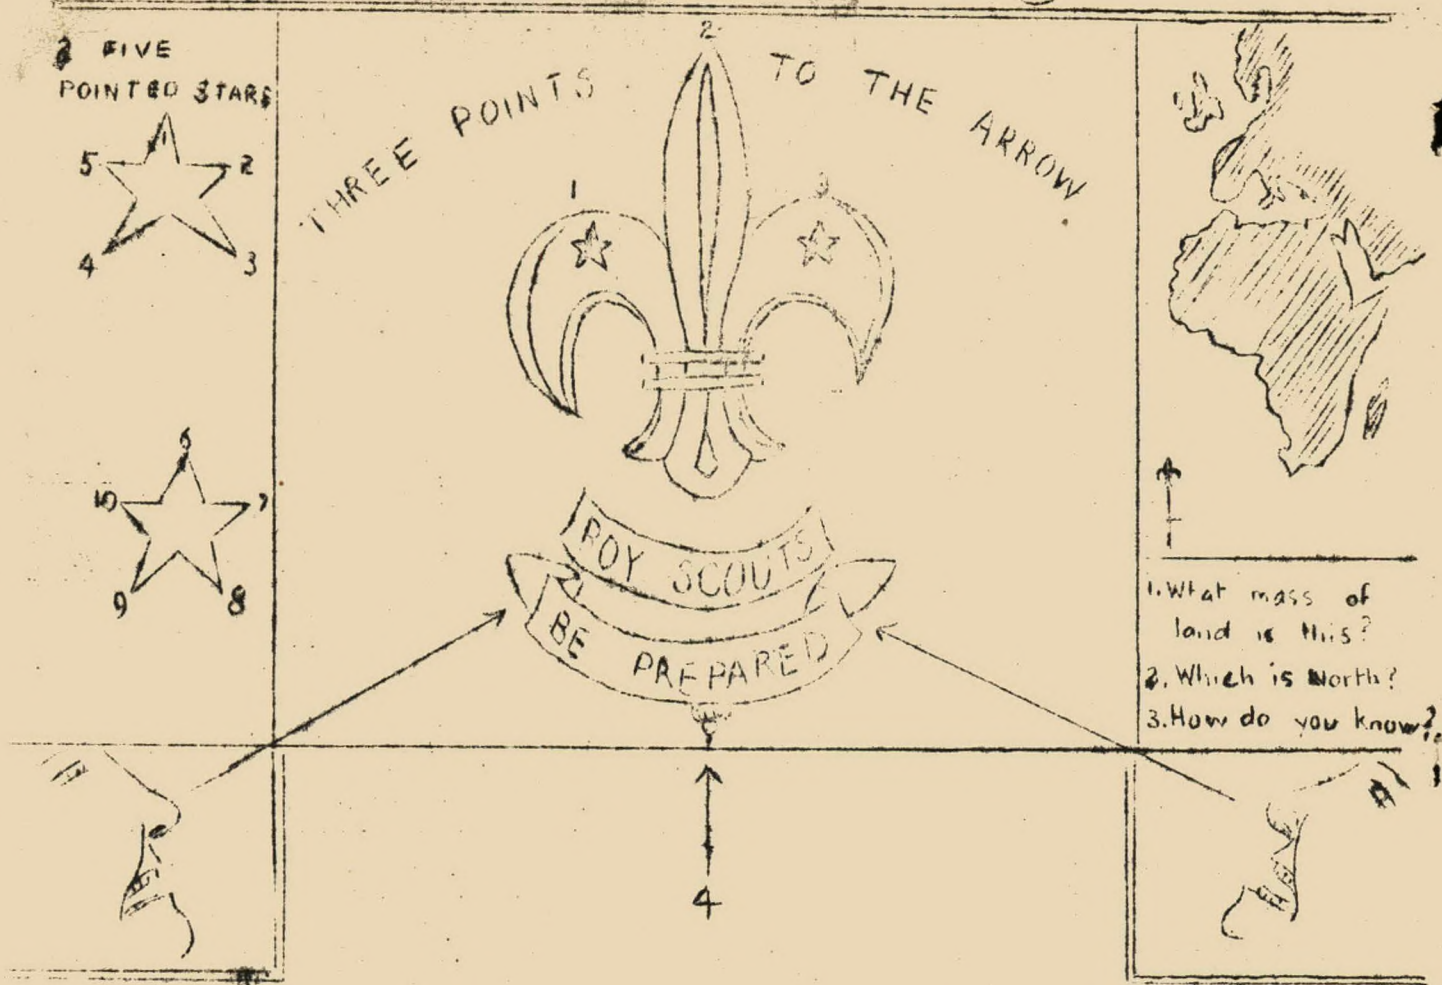 2 FIVE
POINTED STARS
1
5 2
4 3
6
10 7
9 8
THREE POINTS TO THE ARROW
1 2 3
BOY SCOUTS
BE PREPARED
4
1. What mass of
land is this?
2. Which is North?
3. How do you know?